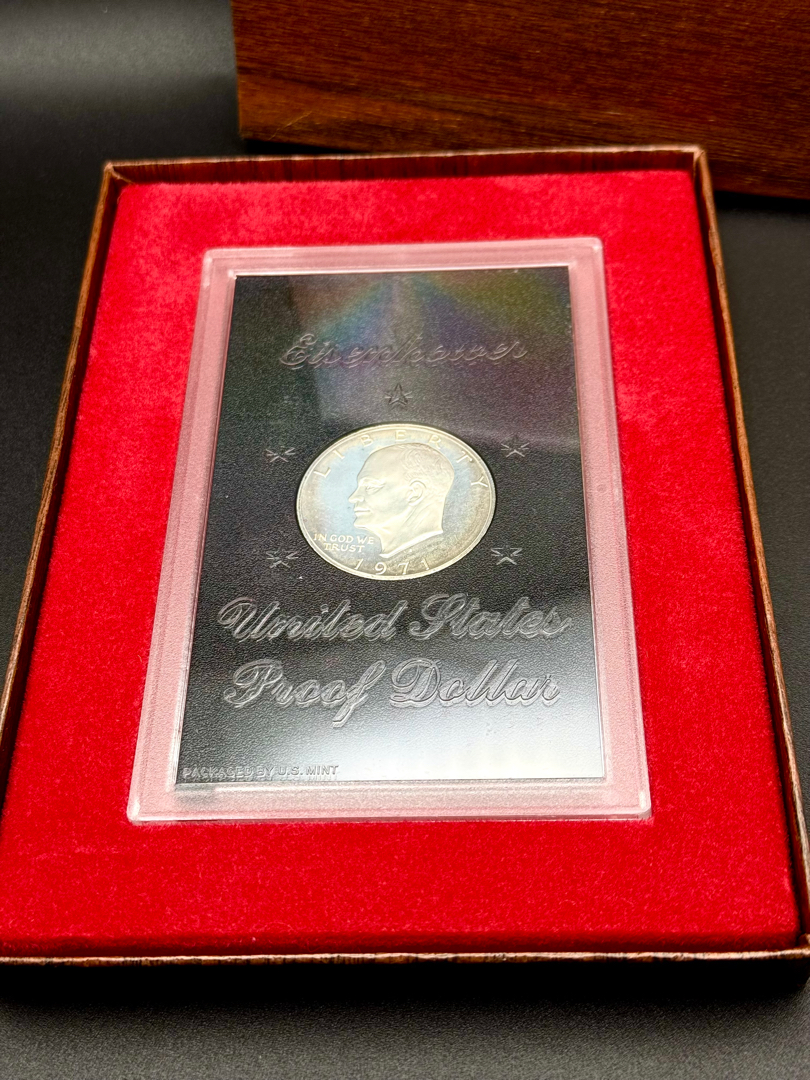 Eisenhower
LIBERTY
IN GOD WE
TRUST
1971
United States
Proof Dollar
PACKAGED BY U.S. MINT